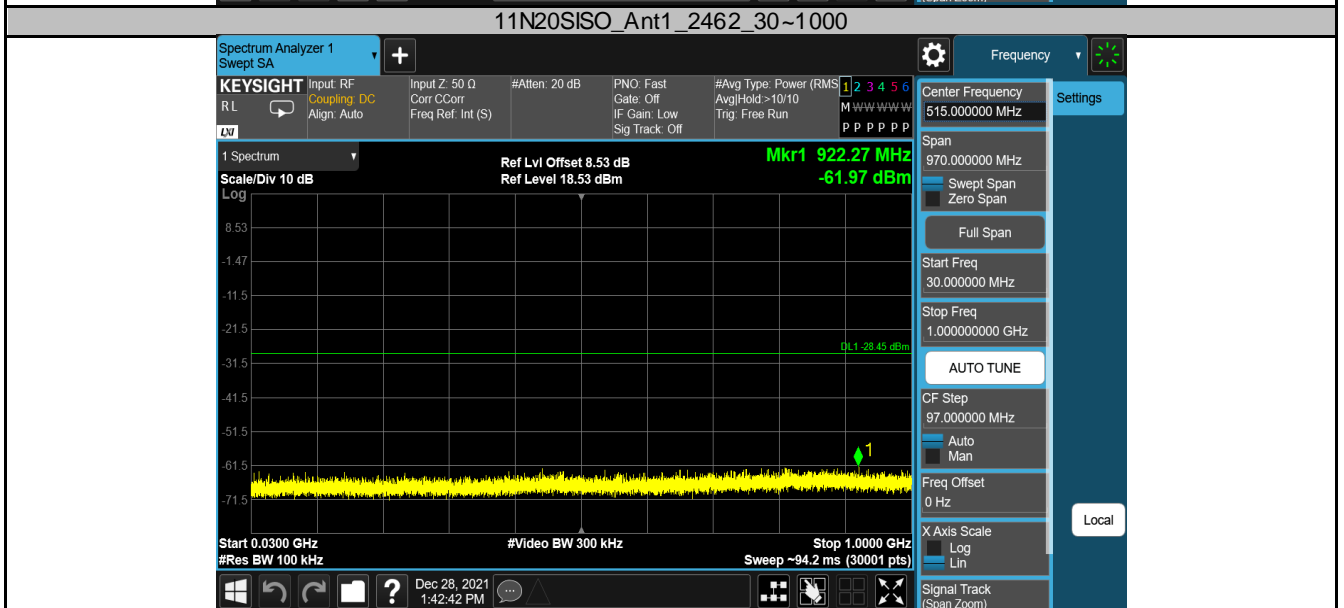 (Span Zoom)
11N20SISO_Ant1_2462_30~1000
Spectrum Analyzer 1
Swept SA
Frequency
KEYSIGHT
R L
LXI
Input: RF
Coupling: DC
Align: Auto
Input Z: 50 Ω
Corr CCorr
Freq Ref: Int (S)
#Atten: 20 dB
PNO: Fast
Gate: Off
IF Gain: Low
Sig Track: Off
#Avg Type: Power (RMS
Avg|Hold:>10/10
Trig: Free Run
1 2 3 4 5 6
M W W W W W
P P P P P P
1 Spectrum
Scale/Div 10 dB
Log
Ref Lvl Offset 8.53 dB
Ref Level 18.53 dBm
Mkr1 922.27 MHz
-61.97 dBm
8.53
-1.47
-11.5
-21.5
DL1 -28.45 dBm
-31.5
-41.5
-51.5
1
-61.5
-71.5
Start 0.0300 GHz
#Res BW 100 kHz
#Video BW 300 kHz
Stop 1.0000 GHz
Sweep ~94.2 ms (30001 pts)
Dec 28, 2021
1:42:42 PM
Center Frequency
515.000000 MHz
Span
970.000000 MHz
Swept Span
Zero Span
Full Span
Start Freq
30.000000 MHz
Stop Freq
1.000000000 GHz
AUTO TUNE
CF Step
97.000000 MHz
Auto
Man
Freq Offset
0 Hz
X Axis Scale
Log
Lin
Signal Track
(Span Zoom)
Settings
Local